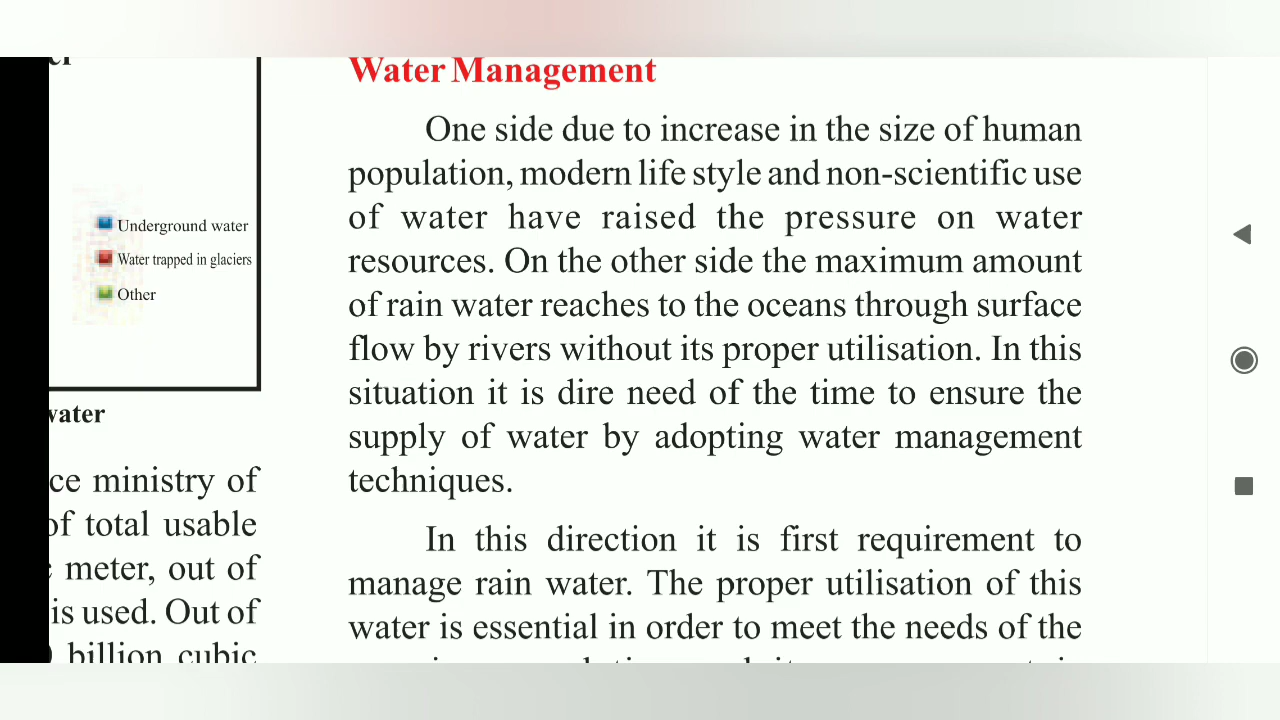 Underground water
Water trapped in glaciers
Other
water
ce ministry of
of total usable
meter, out of
is used. Out of
billion cubic
Water Management
One side due to increase in the size of human
population, modern life style and non-scientific use
of water have raised the pressure on water
resources. On the other side the maximum amount
of rain water reaches to the oceans through surface
flow by rivers without its proper utilisation. In this
situation it is dire need of the time to ensure the
supply of water by adopting water management
techniques.
In this direction it is first requirement to
manage rain water. The proper utilisation of this
water is essential in order to meet the needs of the